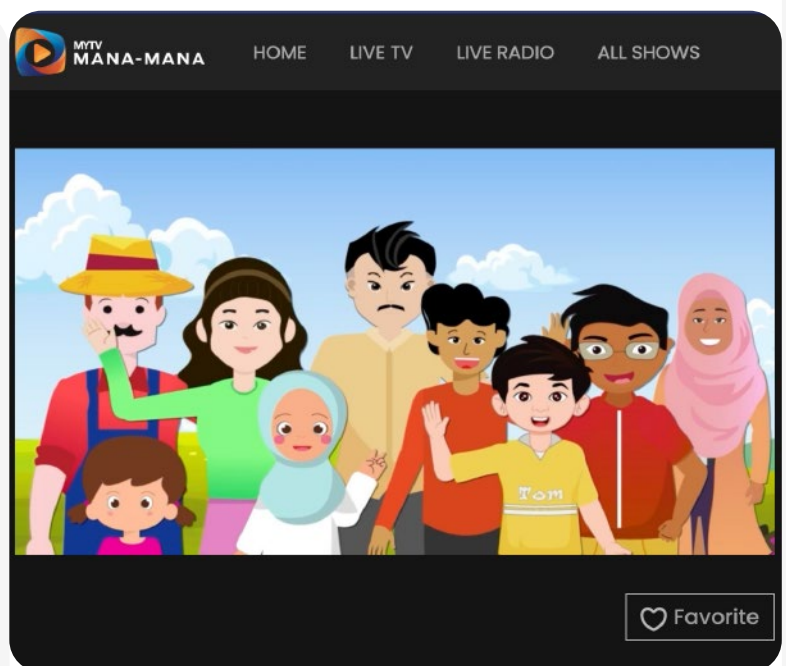 MYTV
MANA-MANA
HOME LIVE TV LIVE RADIO ALL SHOWS
Tom
Favorite